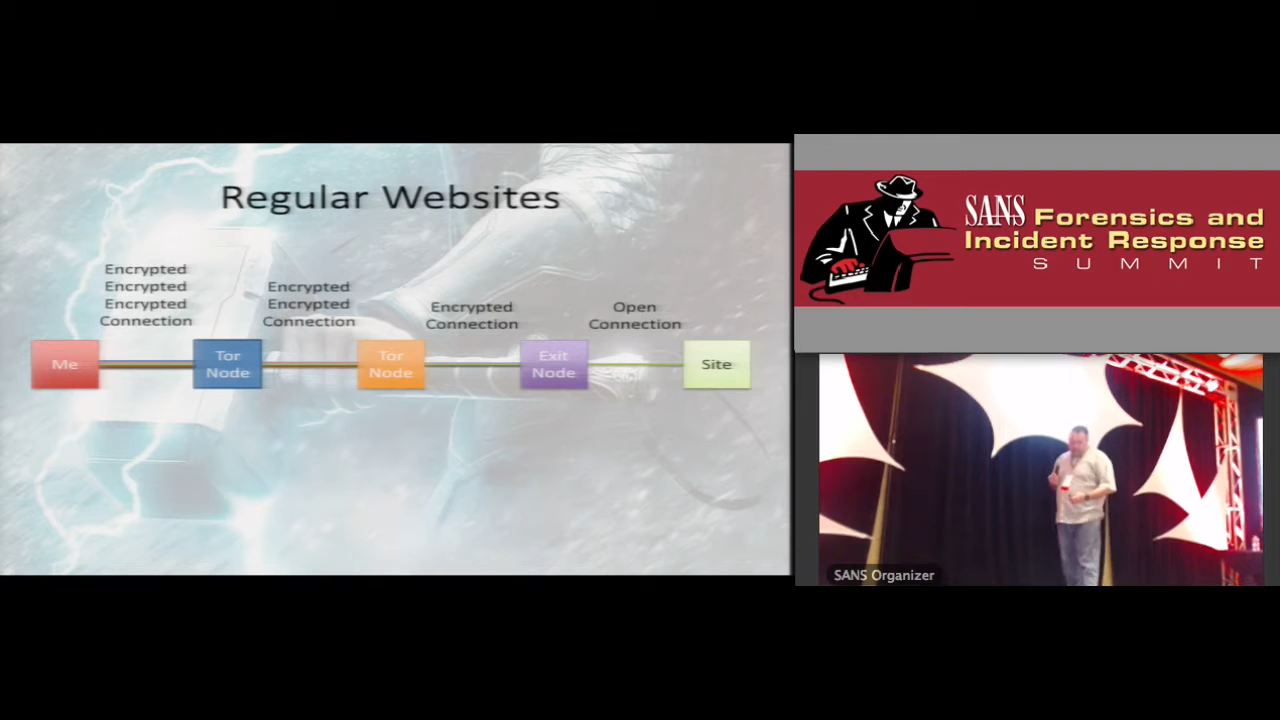 Regular Websites
Encrypted
Encrypted
Encrypted
Connection
Encrypted
Encrypted
Connection
Encrypted
Connection
Open
Connection
Me
Tor
Node
Tor
Node
Exit
Node
Site
SANS Forensics and
Incident Response
SUMMIT
SANS Organizer